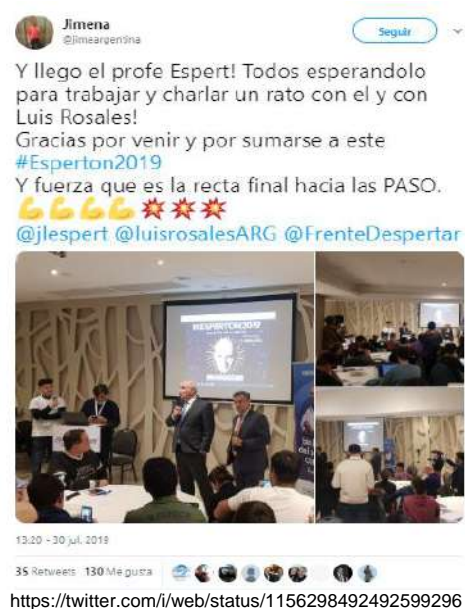 Jimena
@jimeargentina
Seguir
Y llego el profe Espert! Todos esperandolo
para trabajar y charlar un rato con el y con
Luis Rosales!
Gracias por venir y por sumarse a este
#Esperton2019
Y fuerza que es la recta final hacia las PASO.
@jlespert @luisrosalesARG @FrenteDespertar
#ESPERTON2019
13:20 - 30 jul. 2019
35 Retweets 130 Me gusta
https://twitter.com/i/web/status/1156298492492599296